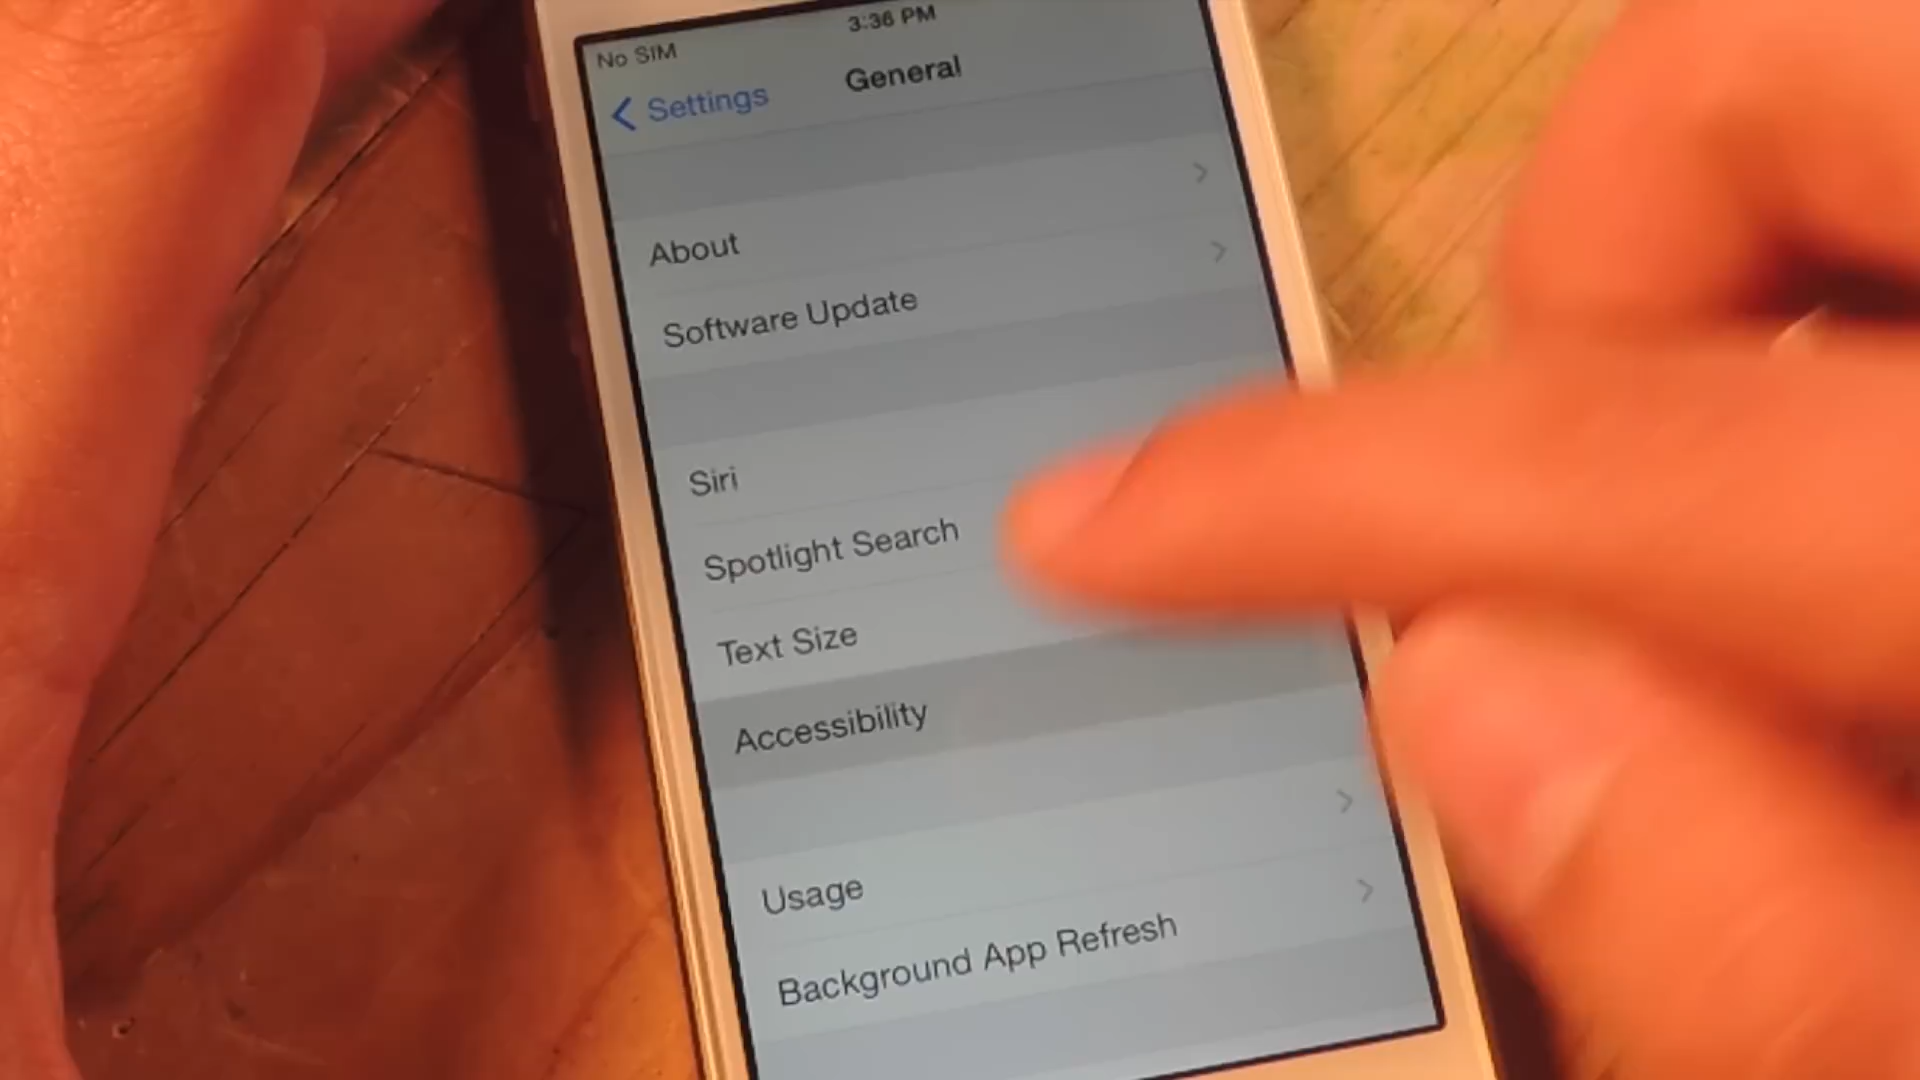 3:36 PM
No SIM
Settings
General
About
Software Update
Siri
Spotlight Search
Text Size
Accessibility
Usage
Background App Refresh